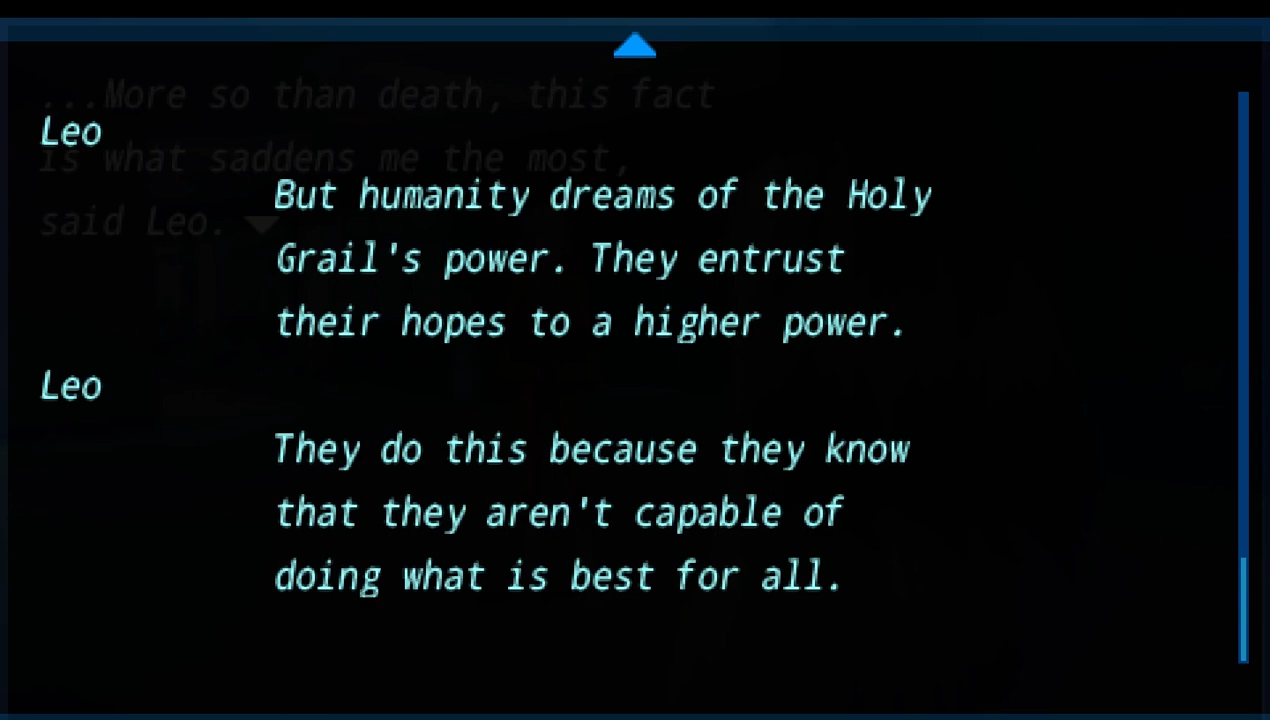 ...More so than death, this fact
Leo
is what saddens me the most,
But humanity dreams of the Holy
said Leo.
Grail's power. They entrust
their hopes to a higher power.
Leo
They do this because they know
that they aren't capable of
doing what is best for all.